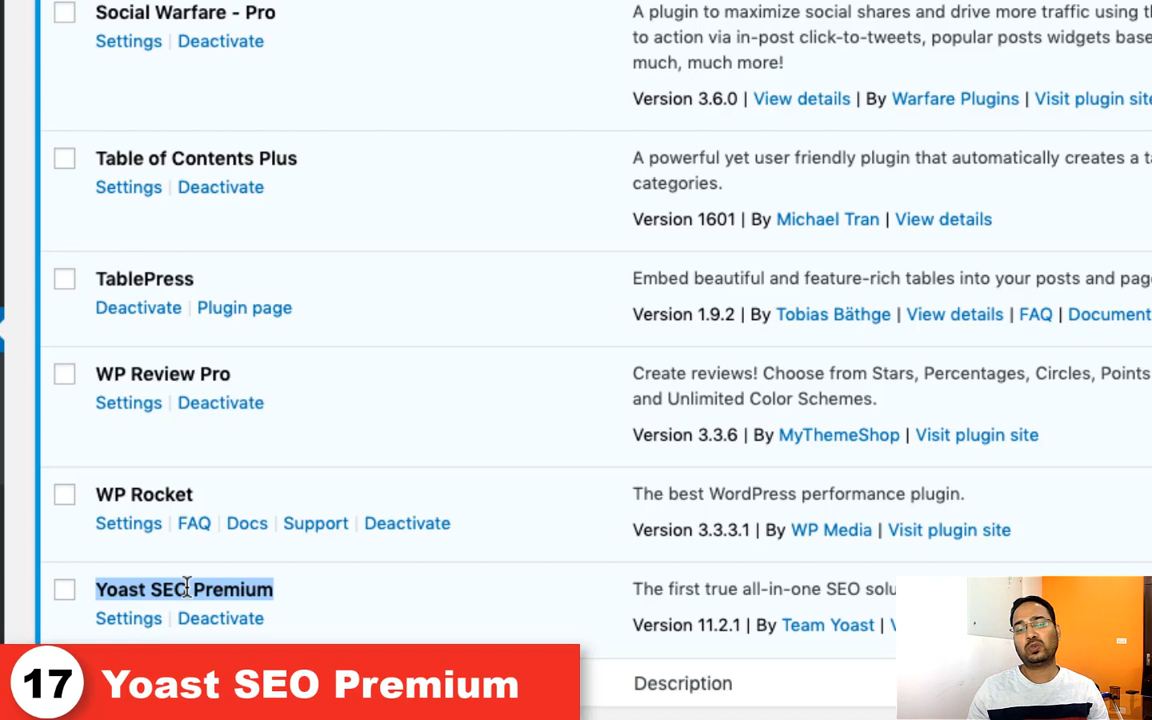 Social Warfare - Pro
Settings | Deactivate
A plugin to maximize social shares and drive more traffic using
to action via in-post click-to-tweets, popular posts widgets
much, much more!
Version 3.6.0 | View details | By Warfare Plugins | Visit plugin
Table of Contents Plus
Settings | Deactivate
A powerful yet user friendly plugin that automatically creates a
categories.
Version 1601 | By Michael Tran | View details
TablePress
Deactivate | Plugin page
Embed beautiful and feature-rich tables into your posts and
Version 1.9.2 | By Tobias Bäthge | View details | FAQ |
WP Review Pro
Settings | Deactivate
Create reviews! Choose from Stars, Percentages, Circles, Points
and Unlimited Color Schemes.
Version 3.3.6 | By MyThemeShop | Visit plugin site
WP Rocket
Settings | FAQ | Docs | Support | Deactivate
The best WordPress performance plugin.
Version 3.3.3.1 | By WP Media | Visit plugin site
Yoast SEO Premium
Settings | Deactivate
The first true all-in-one SEO
Version 11.2.1 | By Team Yoast |
Description
17 Yoast SEO Premium